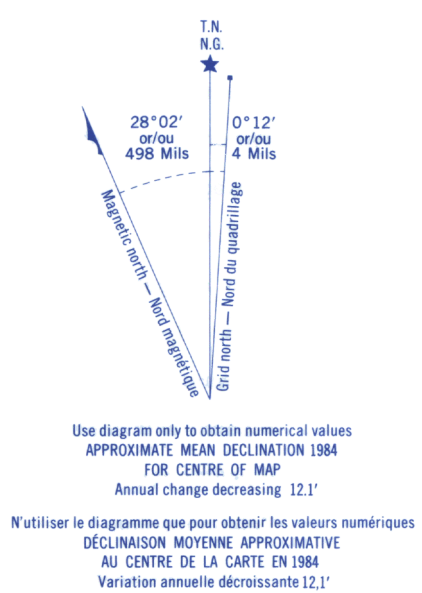 T.N.
N.G.
28°02′
or/ou
498 Mils
0°12′
or/ou
4 Mils
Magnetic north — Nord magnétique
Grid north — Nord du quadrillage
Use diagram only to obtain numerical values
APPROXIMATE MEAN DECLINATION 1984
FOR CENTRE OF MAP
Annual change decreasing 12.1′
N'utiliser le diagramme que pour obtenir les valeurs numériques
DÉCLINAISON MOYENNE APPROXIMATIVE
AU CENTRE DE LA CARTE EN 1984
Variation annuelle décroissante 12,1′